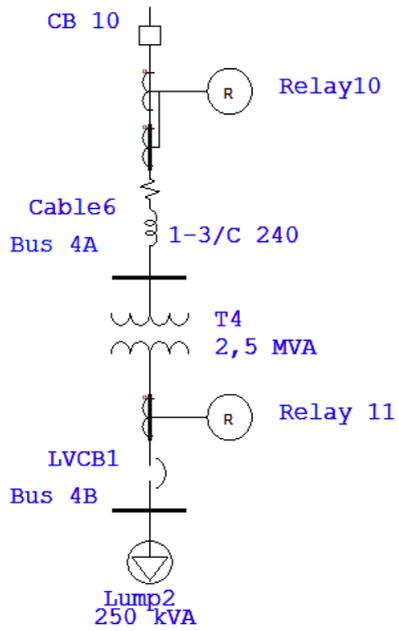 CB 10
R
Relay10
Cable6
1-3/C 240
Bus 4A
T4
2,5 MVA
R
Relay 11
LVCB1
Bus 4B
Lump2
250 kVA